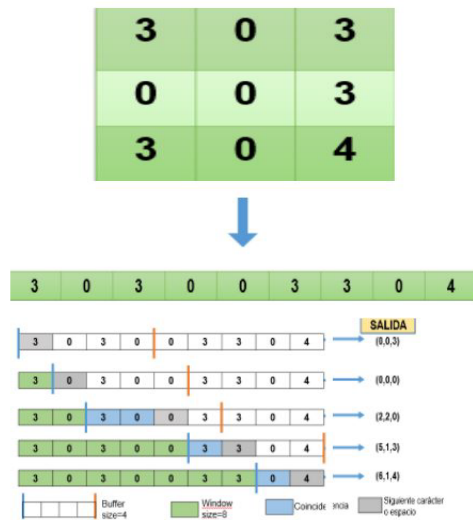 3 0 3
0 0 3
3 0 4
3 0 3 0 0 3 3 0 4
SALIDA
3 0 3 0 0 3 3 0 4 (0,0,3)
3 0 3 0 0 3 3 0 4 (0,0,0)
3 0 3 0 0 3 3 0 4 (2,2,0)
3 0 3 0 0 3 3 0 4 (5,1,3)
3 0 3 0 3 3 0 4 (6,1,4)
Buffer size=4
Window size=8
Coincidencia
Siguiente carácter o espacio